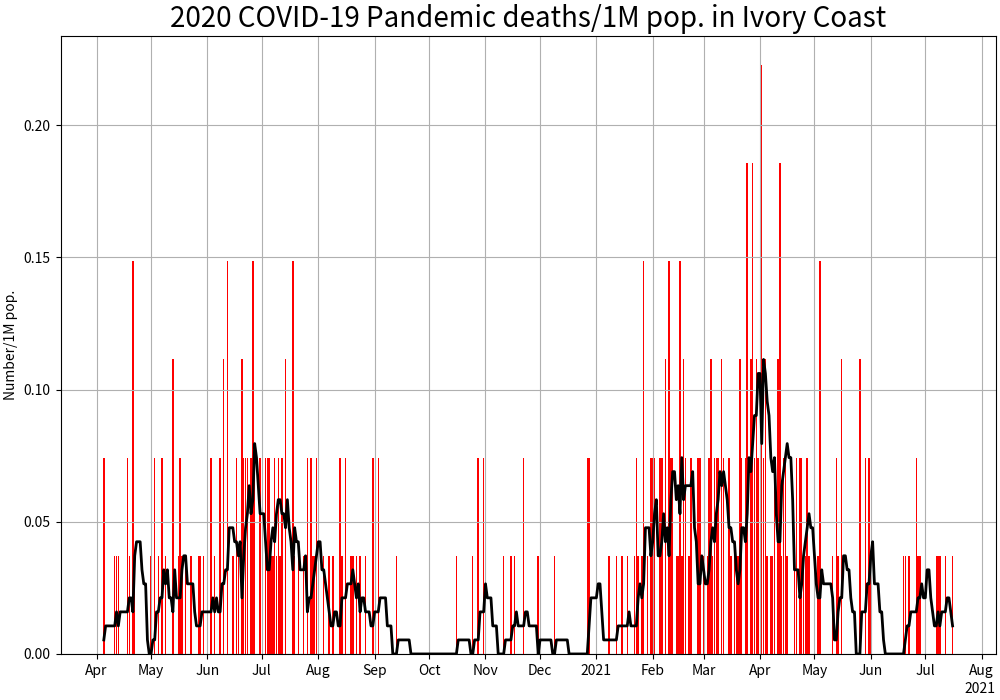 2020 COVID-19 Pandemic deaths/1M pop. in Ivory Coast
Number/1M pop.
0.20
0.15
0.10
0.05
0.00
Apr May Jun Jul Aug Sep Oct Nov Dec 2021 Feb Mar Apr May Jun Jul Aug
2021